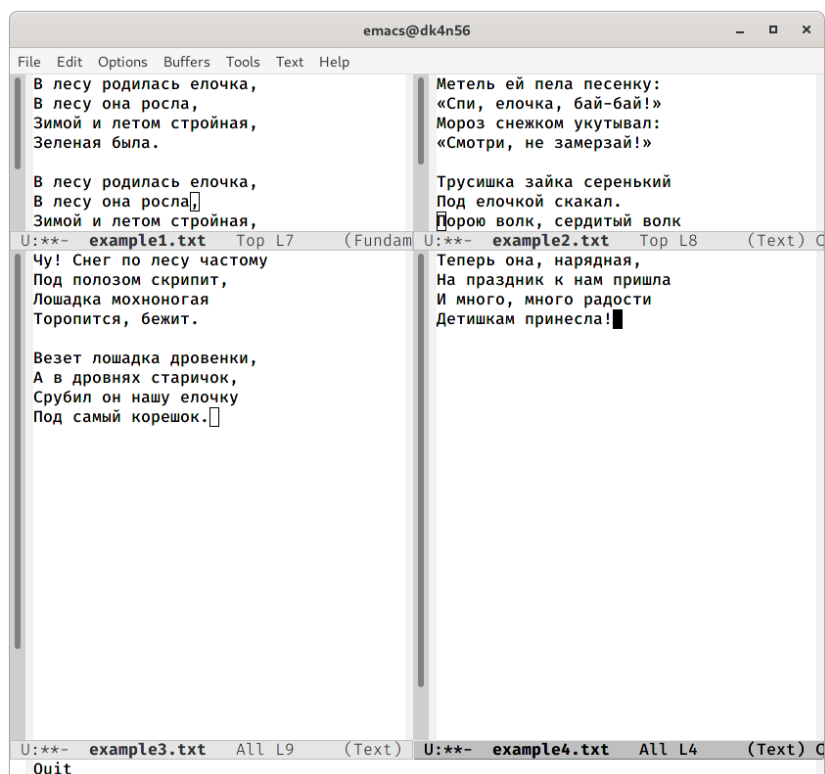 emacs@dk4n56
File Edit Options Buffers Tools Text Help
В лесу родилась елочка,
В лесу она росла,
Зимой и летом стройная,
Зеленая была.
В лесу родилась елочка,
В лесу она росла,
Зимой и летом стройная,
U:**- example1.txt Top L7 (Fundam
Метель ей пела песенку:
«Спи, елочка, бай-бай!»
Мороз снежком укутывал:
«Смотри, не замерзай!»
Трусишка зайка серенький
Под елочкой скакал.
Порою волк, сердитый волк
U:**- example2.txt Top L8 (Text) C
Чу! Снег по лесу частому
Под полозом скрипит,
Лошадка мохноногая
Торопится, бежит.
Везет лошадка дровенки,
А в дровнях старичок,
Срубил он нашу елочку
Под самый корешок.
U:**- example3.txt All L9 (Text)
Теперь она, нарядная,
На праздник к нам пришла
И много, много радости
Детишкам принесла!
U:**- example4.txt All L4 (Text) C
Quit